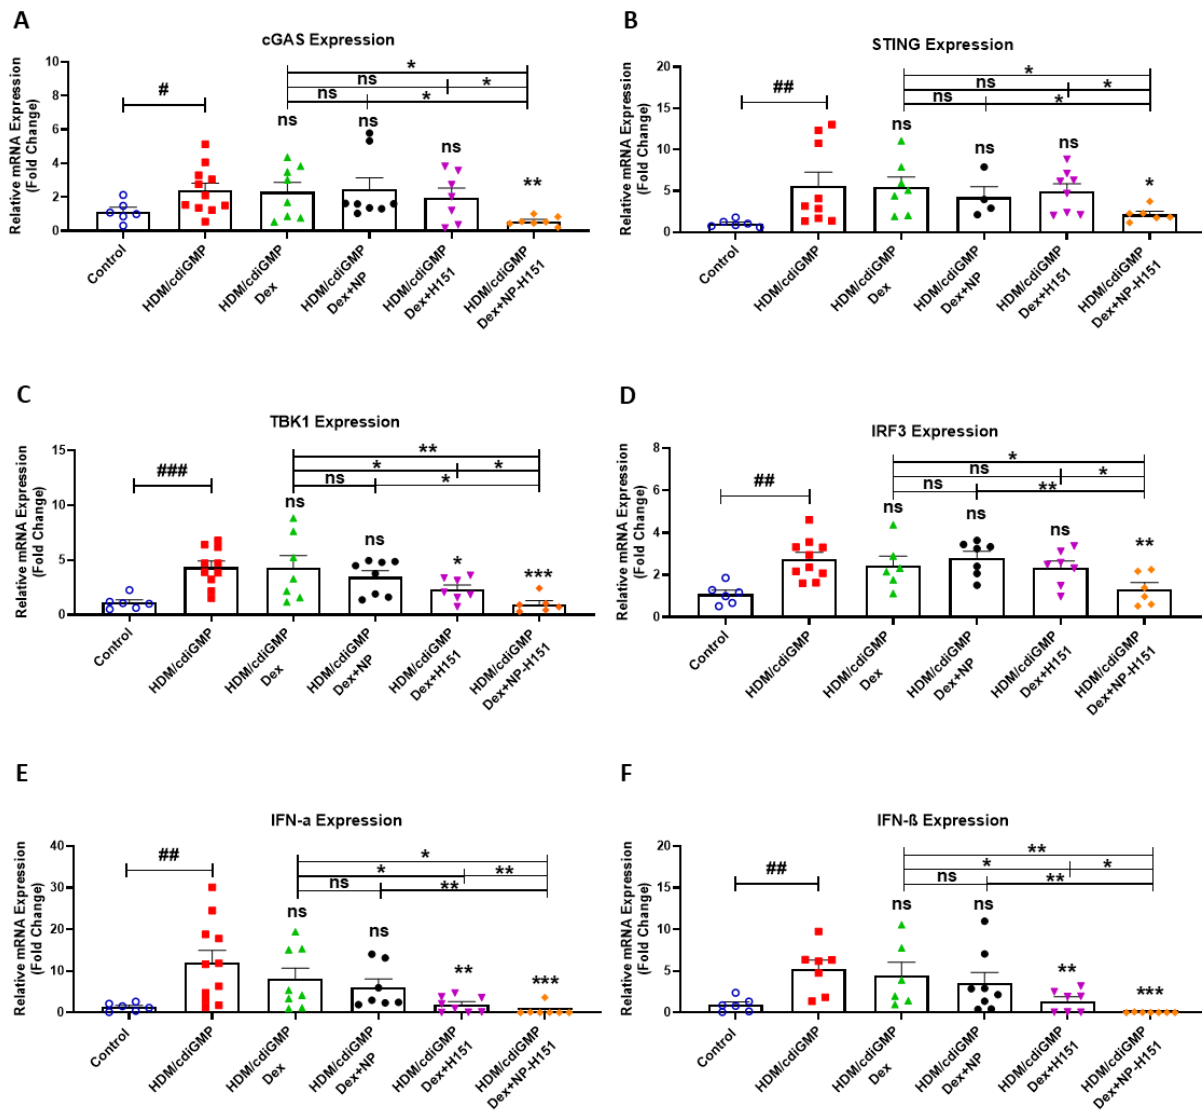 A
cGAS Expression
Relative mRNA Expression
(Fold Change)
10
8
6
4
2
0
#
ns
ns
ns
**
*
ns
*
ns
*
Control
HDM/cdiGMP
HDM/cdiGMP
Dex
HDM/cdiGMP
Dex+NP
HDM/cdiGMP
Dex+H151
HDM/cdiGMP
Dex+NP-H151
B
STING Expression
Relative mRNA Expression
(Fold Change)
20
15
10
5
0
##
ns
ns
ns
*
*
*
ns
*
Control
HDM/cdiGMP
HDM/cdiGMP
Dex
HDM/cdiGMP
Dex+NP
HDM/cdiGMP
Dex+H151
HDM/cdiGMP
Dex+NP-H151
C
TBK1 Expression
Relative mRNA Expression
(Fold Change)
15
10
5
0
###
ns
ns
*
***
**
*
*
ns
*
Control
HDM/cdiGMP
HDM/cdiGMP
Dex
HDM/cdiGMP
Dex+NP
HDM/cdiGMP
Dex+H151
HDM/cdiGMP
Dex+NP-H151
D
IRF3 Expression
Relative mRNA Expression
(Fold Change)
8
6
4
2
0
##
ns
ns
ns
**
*
ns
*
ns
**
Control
HDM/cdiGMP
HDM/cdiGMP
Dex
HDM/cdiGMP
Dex+NP
HDM/cdiGMP
Dex+H151
HDM/cdiGMP
Dex+NP-H151
E
IFN-a Expression
Relative mRNA Expression
(Fold Change)
40
30
20
10
0
##
ns
ns
**
***
*
*
**
ns
**
Control
HDM/cdiGMP
HDM/cdiGMP
Dex
HDM/cdiGMP
Dex+NP
HDM/cdiGMP
Dex+H151
HDM/cdiGMP
Dex+NP-H151
F
IFN-ß Expression
Relative mRNA Expression
(Fold Change)
20
15
10
5
0
##
ns
ns
**
***
**
*
*
ns
**
Control
HDM/cdiGMP
HDM/cdiGMP
Dex
HDM/cdiGMP
Dex+NP
HDM/cdiGMP
Dex+H151
HDM/cdiGMP
Dex+NP-H151